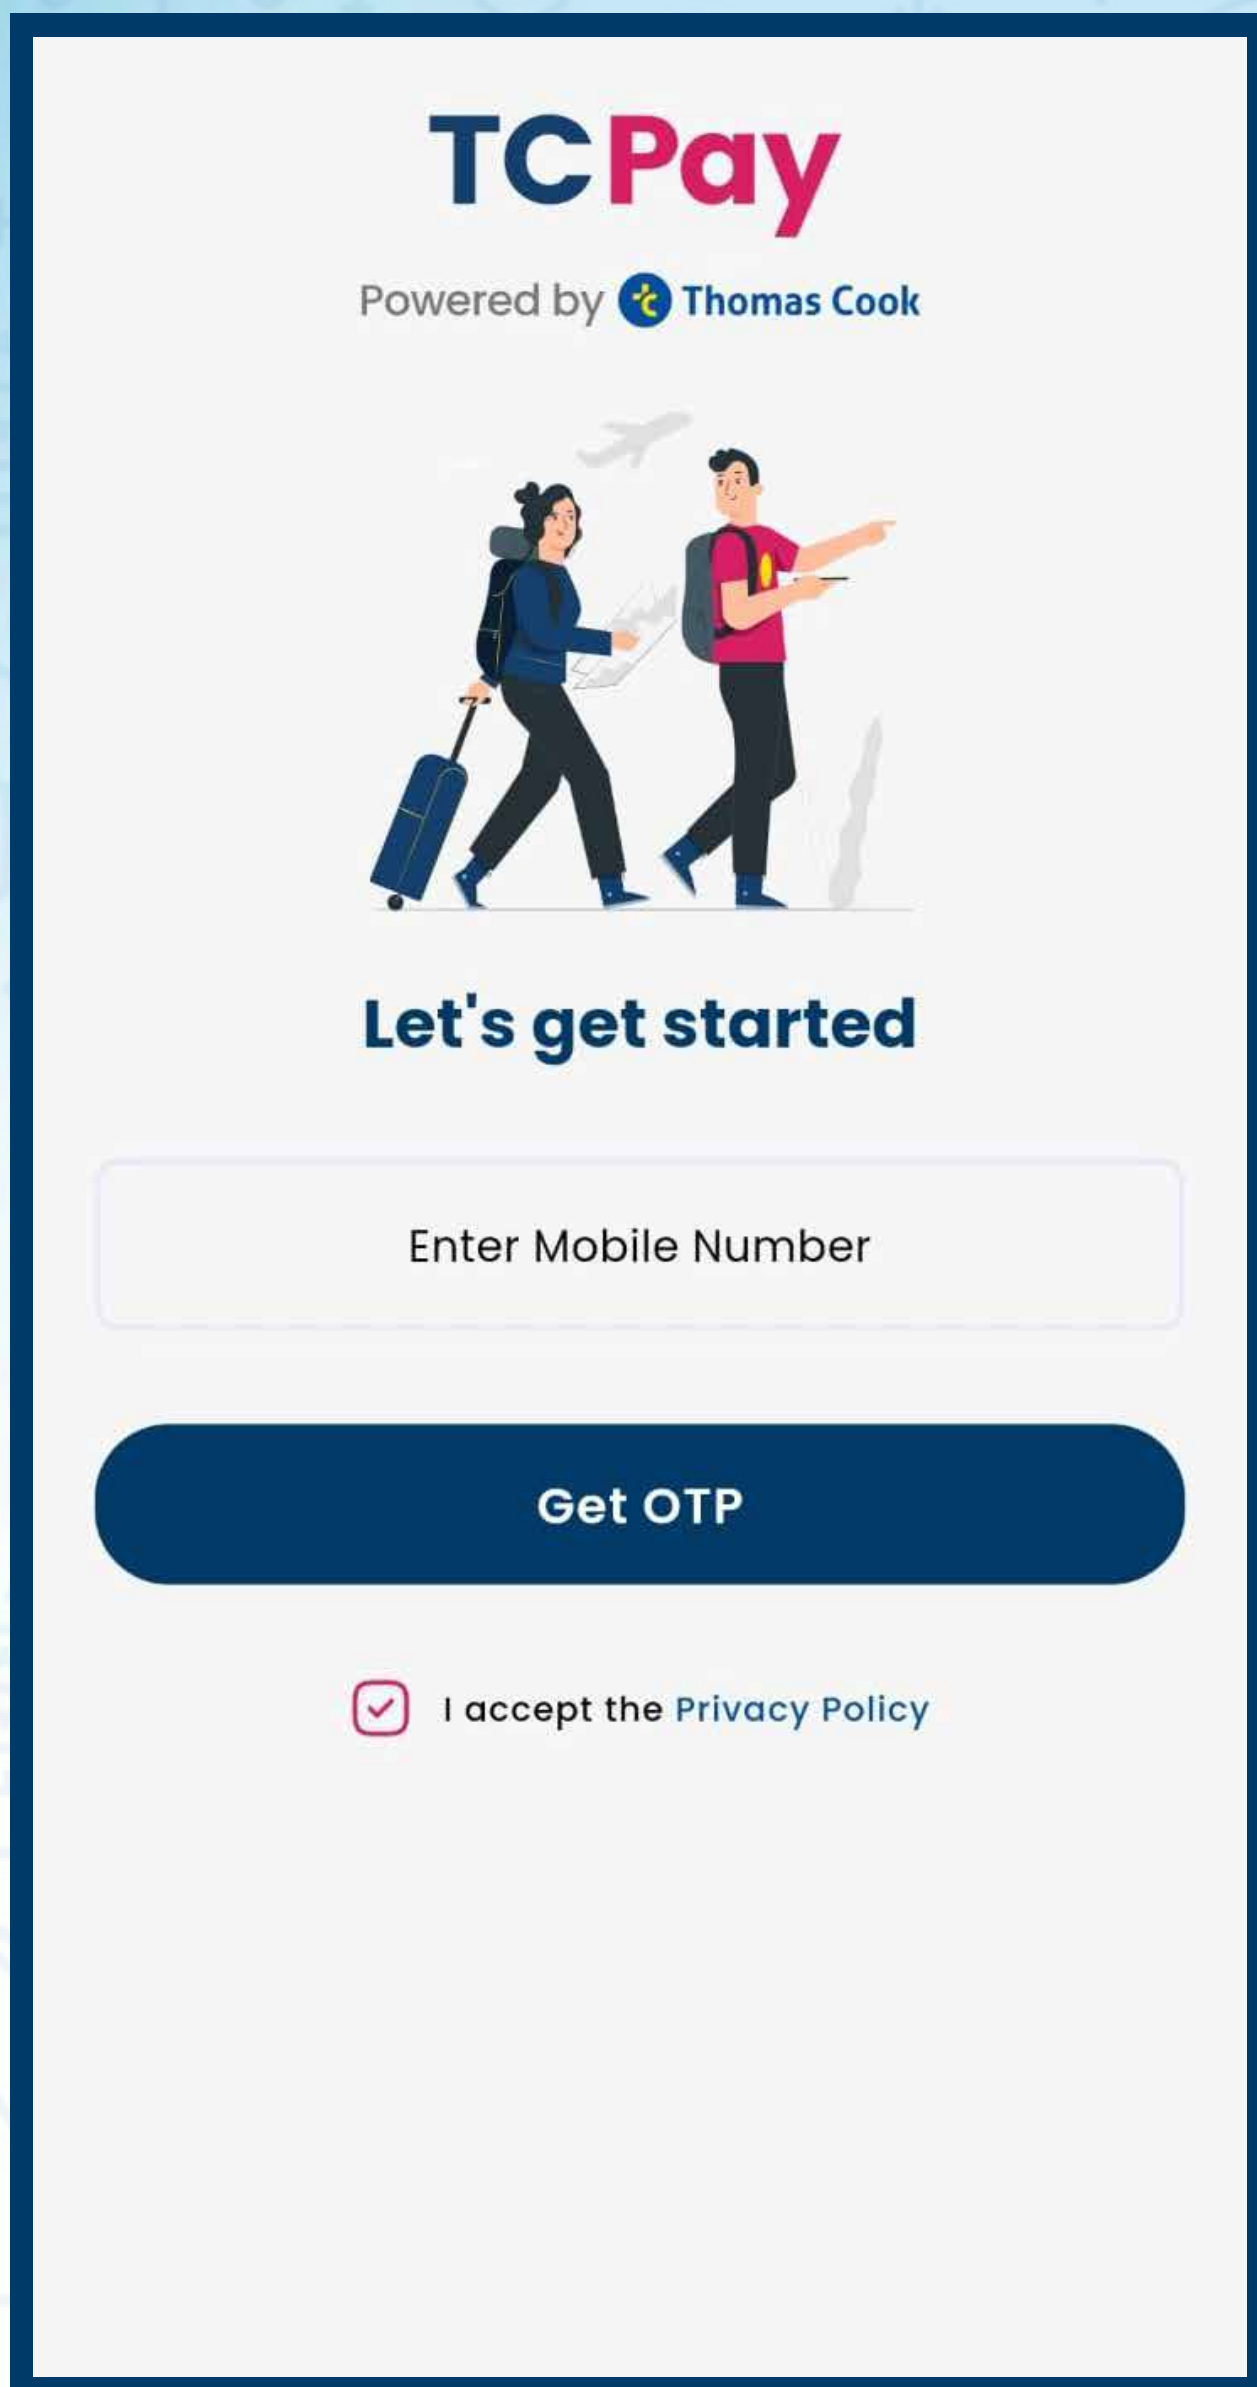 TCPay
Powered by Thomas Cook
Let's get started
Enter Mobile Number
Get OTP
I accept the Privacy Policy